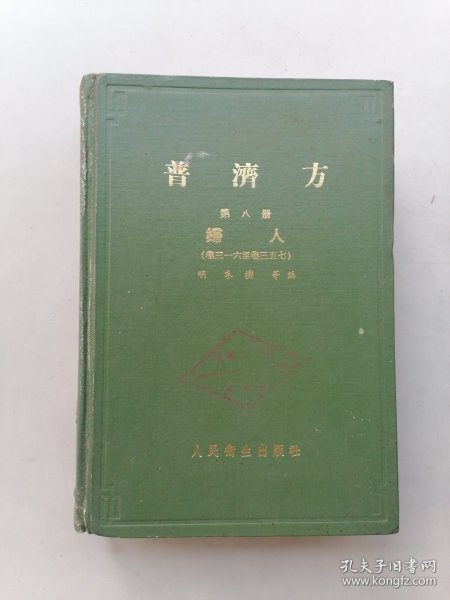 普濟方
第八册
婦人
(卷三一六至卷三五七)
明 朱橚 等編
人民衛生出版社
孔夫子旧书网
www.kongfz.com